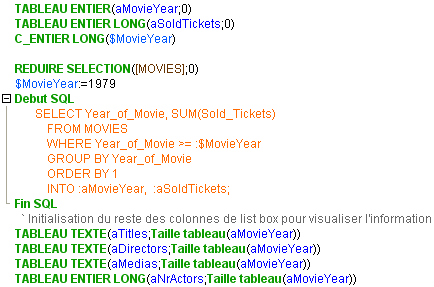 TABLEAU ENTIER(aMovieYear;0)
TABLEAU ENTIER LONG(aSoldTickets;0)
C_ENTIER LONG($MovieYear)
REDUIRE SELECTION([MOVIES];0)
$MovieYear:=1979
Debut SQL
SELECT Year_of_Movie, SUM(Sold_Tickets)
FROM MOVIES
WHERE Year_of_Movie >= :$MovieYear
GROUP BY Year_of_Movie
ORDER BY 1
INTO :aMovieYear, :aSoldTickets;
Fin SQL
` Initialisation du reste des colonnes de list box pour visualiser l'information
TABLEAU TEXTE(aTitles;Taille tableau(aMovieYear))
TABLEAU TEXTE(aDirectors;Taille tableau(aMovieYear))
TABLEAU TEXTE(aMedias;Taille tableau(aMovieYear))
TABLEAU ENTIER LONG(aNrActors;Taille tableau(aMovieYear))